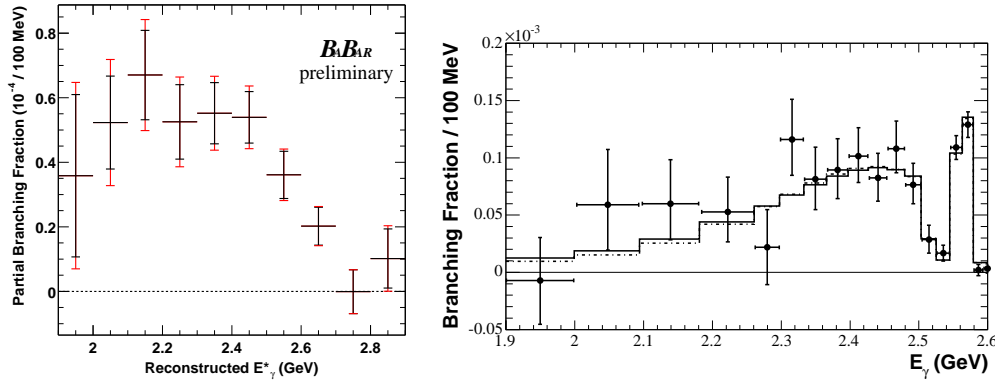 Partial Branching Fraction (10⁻⁴ / 100 MeV)
0.8
0.6
0.4
0.2
0
BABAR
preliminary
2 2.2 2.4 2.6 2.8
Reconstructed E*γ (GeV)
×10⁻³
Branching Fraction / 100 MeV
0.2
0.15
0.1
0.05
0
-0.05
1.9 2 2.1 2.2 2.3 2.4 2.5 2.6
Eγ (GeV)